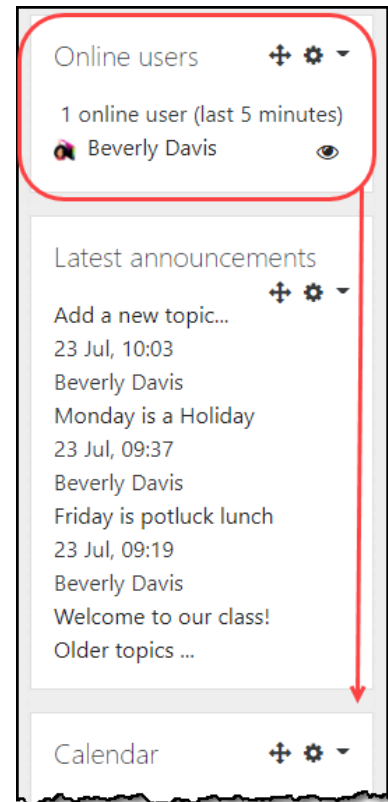 Online users
1 online user (last 5 minutes)
Beverly Davis
Latest announcements
Add a new topic...
23 Jul, 10:03
Beverly Davis
Monday is a Holiday
23 Jul, 09:37
Beverly Davis
Friday is potluck lunch
23 Jul, 09:19
Beverly Davis
Welcome to our class!
Older topics ...
Calendar